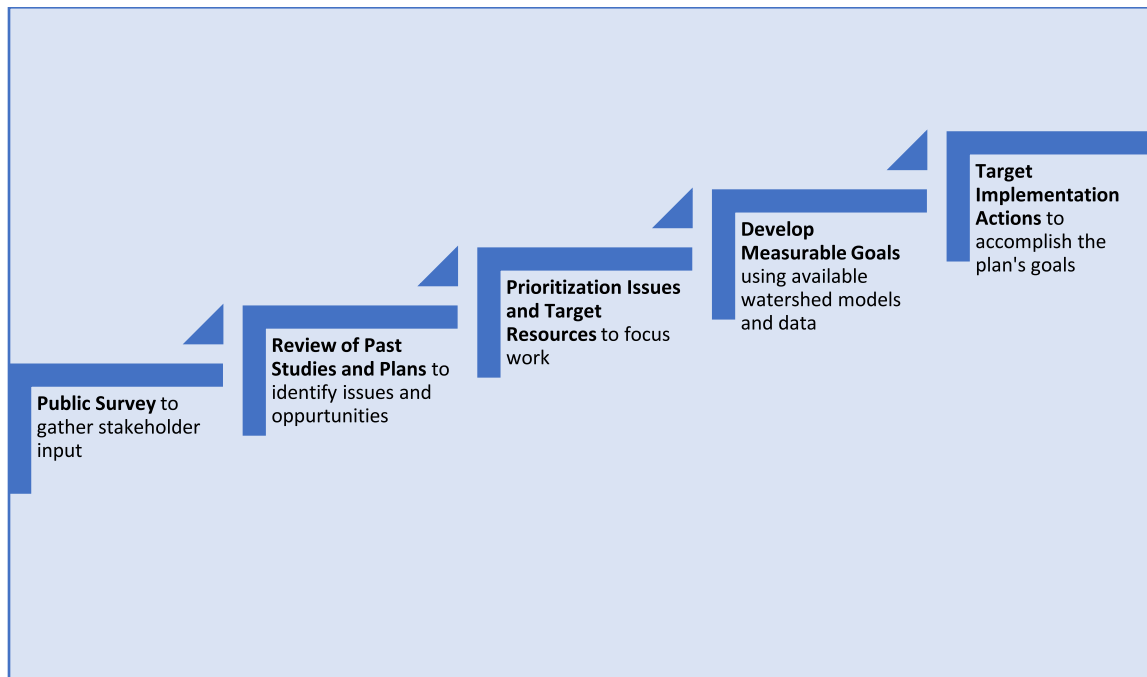 Public Survey to
gather stakeholder
input
Review of Past
Studies and Plans to
identify issues and
oppurtunities
Prioritization Issues
and Target
Resources to focus
work
Develop
Measurable Goals
using available
watershed models
and data
Target
Implementation
Actions to
accomplish the
plan's goals